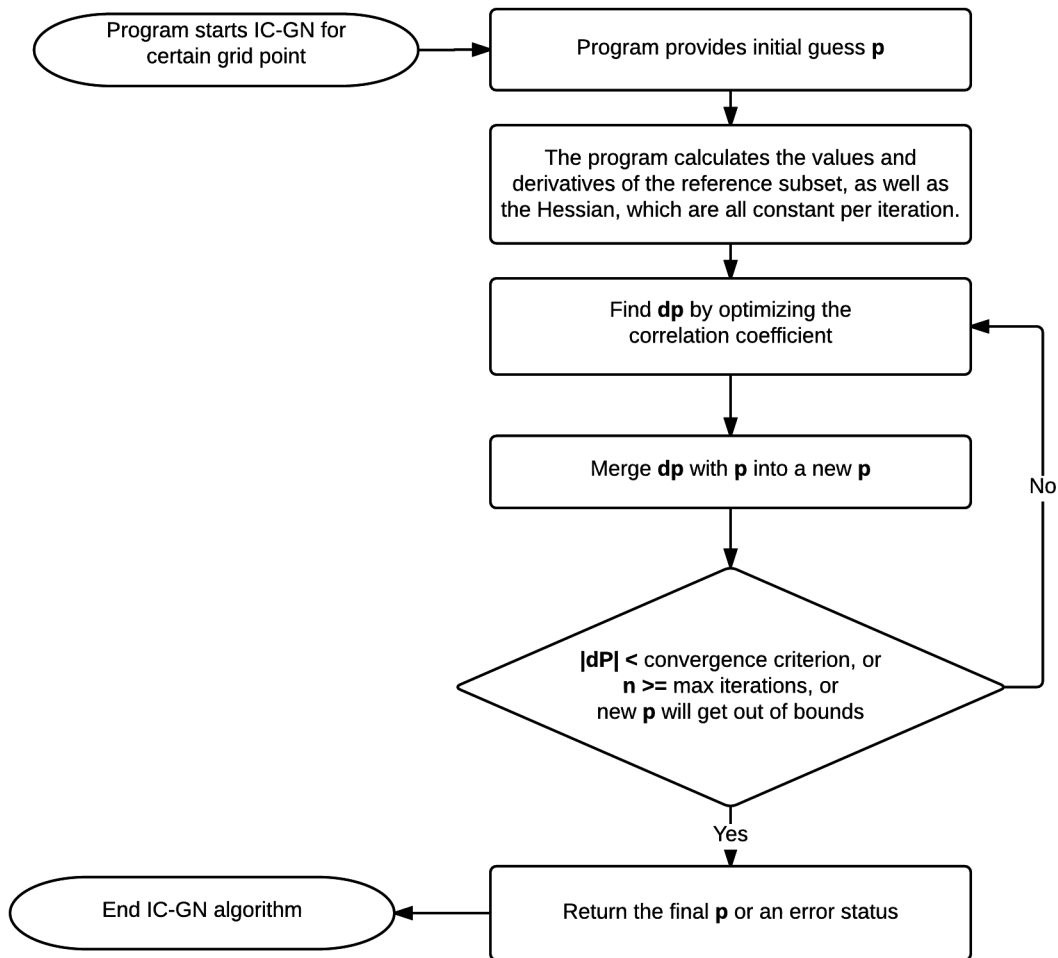 Program starts IC-GN for
certain grid point
Program provides initial guess p
The program calculates the values and
derivatives of the reference subset, as well as
the Hessian, which are all constant per iteration.
Find dp by optimizing the
correlation coefficient
Merge dp with p into a new p
No
|dP| < convergence criterion, or
n >= max iterations, or
new p will get out of bounds
Yes
Return the final p or an error status
End IC-GN algorithm